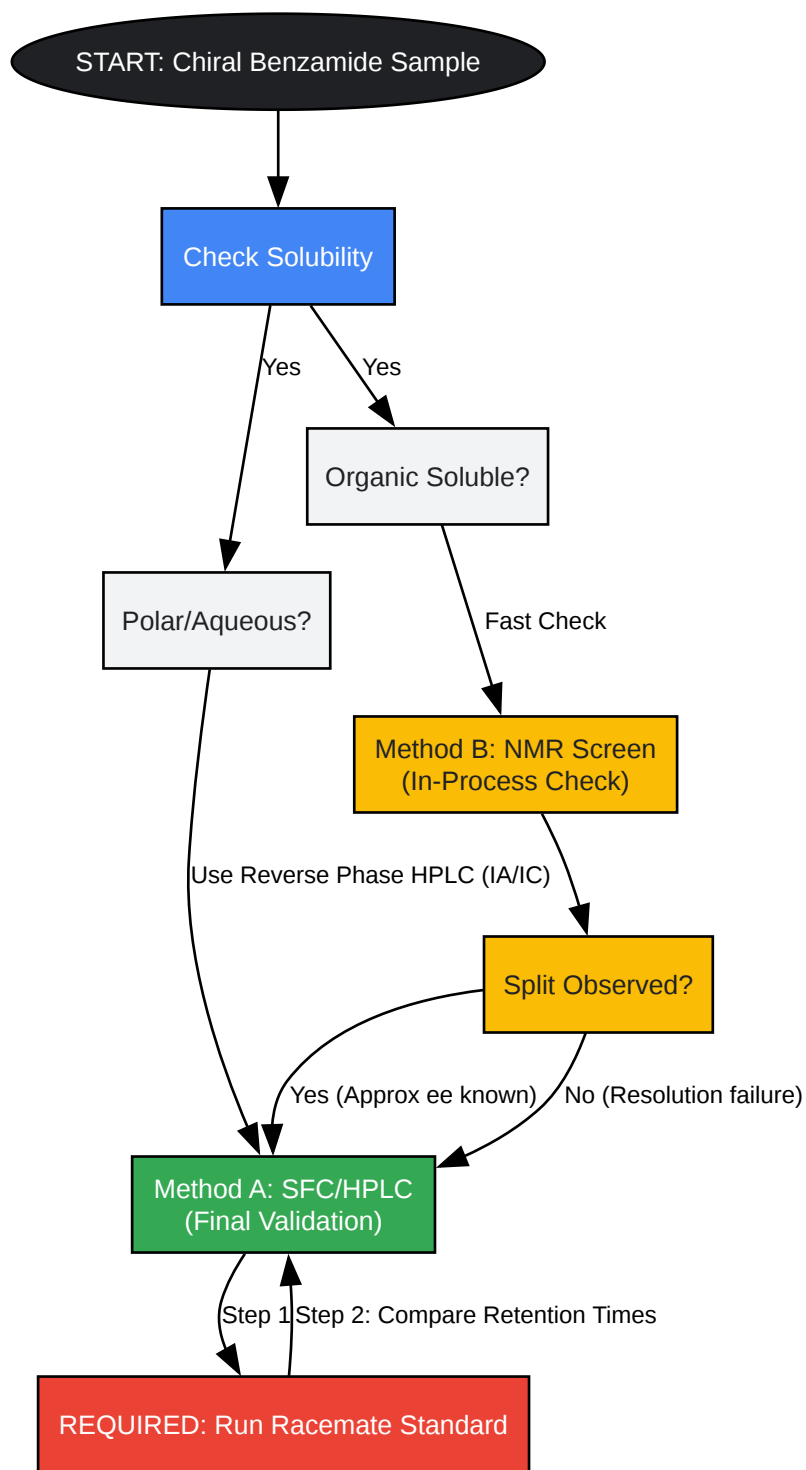 START: Chiral Benzamide Sample
Check Solubility
Yes
Yes
Organic Soluble?
Polar/Aqueous?
Fast Check
Method B: NMR Screen
(In-Process Check)
Use Reverse Phase HPLC (IA/IC)
Split Observed?
Yes (Approx ee known)
No (Resolution failure)
Method A: SFC/HPLC
(Final Validation)
Step 1
Step 2: Compare Retention Times
REQUIRED: Run Racemate Standard